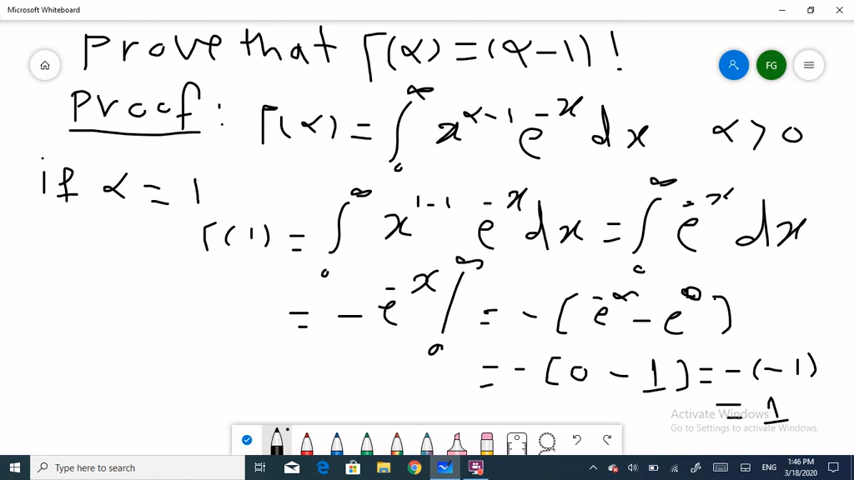 Microsoft Whiteboard
Prove that Γ(α) = (α-1)!
FG
Proof: Γ(α) = ∫₀^∞ x^(α-1) e^(-x) dx α > 0
if α = 1
Γ(1) = ∫₀^∞ x^(1-1) e^(-x) dx = ∫₀^∞ e^(-x) dx
= - e^(-x) /₀^∞ = - [e^(-∞) - e^0]
= - [0 - 1] = - (-1)
= 1
Activate Windows
Go to Settings to activate Windows.
Type here to search
ENG
1:46 PM
3/18/2020